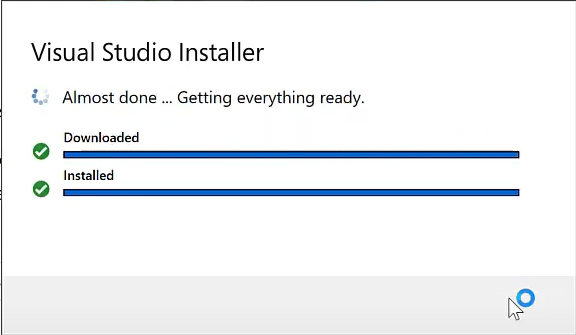 Visual Studio Installer
Almost done ... Getting everything ready.
Downloaded
Installed